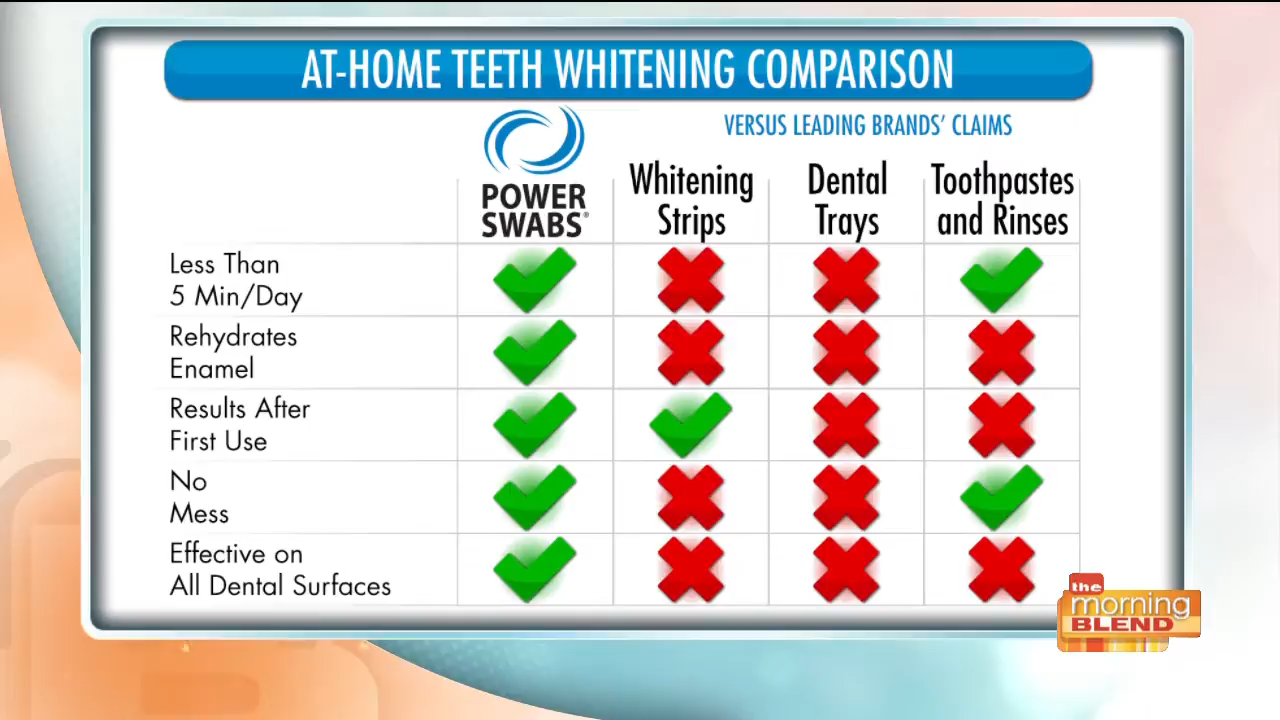 AT-HOME TEETH WHITENING COMPARISON
VERSUS LEADING BRANDS' CLAIMS
POWER
SWABS®
Whitening
Strips
Dental
Trays
Toothpastes
and Rinses
Less Than
5 Min/Day
Rehydrates
Enamel
Results After
First Use
No
Mess
Effective on
All Dental Surfaces
the
morning
BLEND